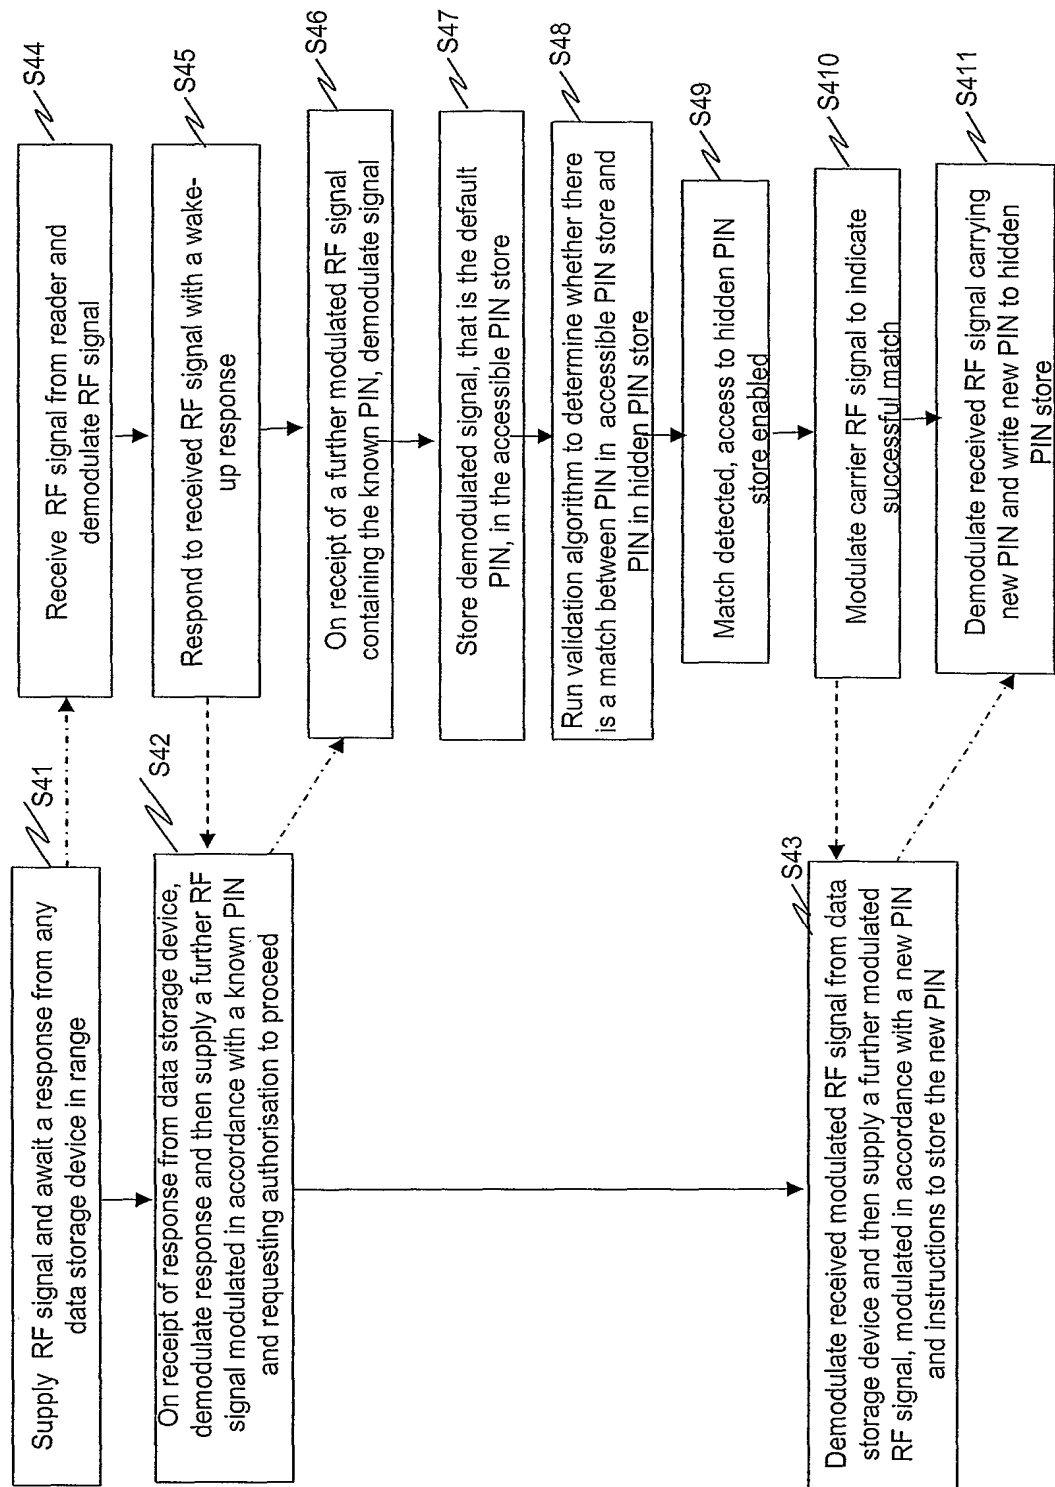 S41
Supply RF signal and await a response from any
data storage device in range
S42
On receipt of response from data storage device,
demodulate response and then supply a further RF
signal modulated in accordance with a known PIN
and requesting authorisation to proceed
S43
Demodulate received modulated RF signal from data
storage device and then supply a further modulated
RF signal, modulated in accordance with a new PIN
and instructions to store the new PIN
S44
Receive RF signal from reader and
demodulate RF signal
S45
Respond to received RF signal with a wake-
up response
S46
On receipt of a further modulated RF signal
containing the known PIN, demodulate signal
S47
Store demodulated signal, that is the default
PIN, in the accessible PIN store
S48
Run validation algorithm to determine whether there
is a match between PIN in accessible PIN store and
PIN in hidden PIN store
S49
Match detected, access to hidden PIN
store enabled
S410
Modulate carrier RF signal to indicate
successful match
S411
Demodulate received RF signal carrying
new PIN and write new PIN to hidden
PIN store